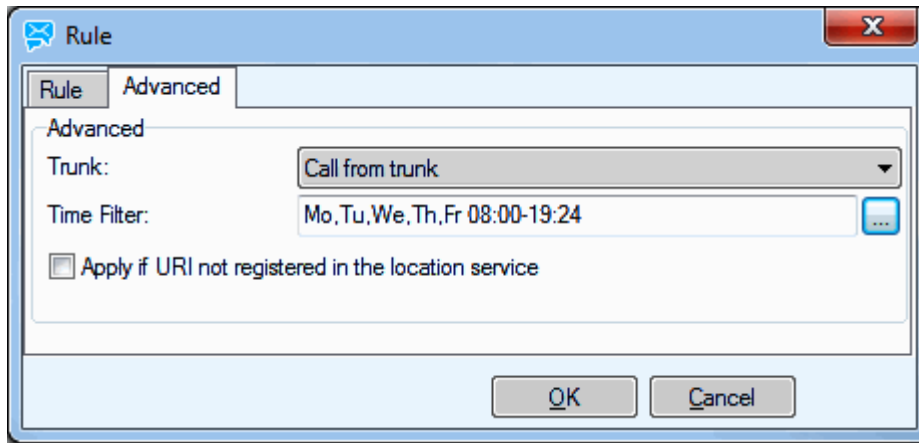 Rule
Rule Advanced
Advanced
Trunk: Call from trunk
Time Filter: Mo,Tu,We,Th,Fr 08:00-19:24 ...
Apply if URI not registered in the location service
OK Cancel